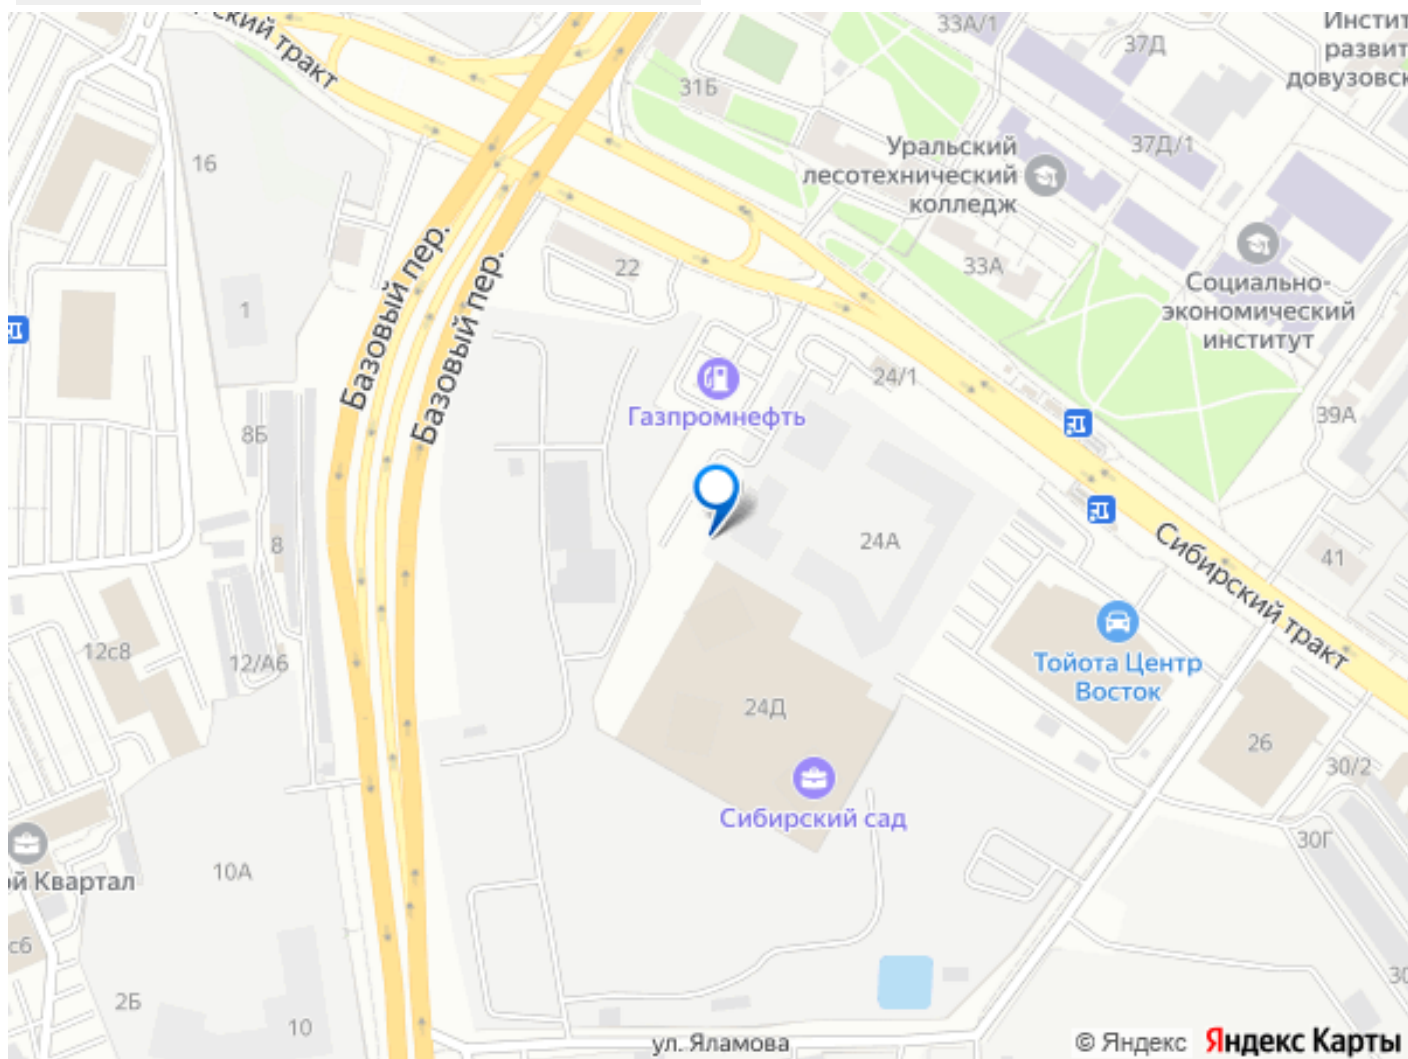 ский тракт
33А/1
37Д
Инстит
развит
довузовск
31Б
16
Уральский
лесотехнический
колледж
37Д/1
Базовый пер.
Базовый пер.
22
33А
Социально-
экономический
институт
1
24/1
Газпромнефть
39А
8Б
8
24А
Сибирский тракт
41
12с8
12/А6
Тойота Центр
Восток
24Д
26
30/2
Сибирский сад
30Г
ой Квартал
10А
с6
2Б
10
30
ул. Яламова
© Яндекс Яндекс Карты